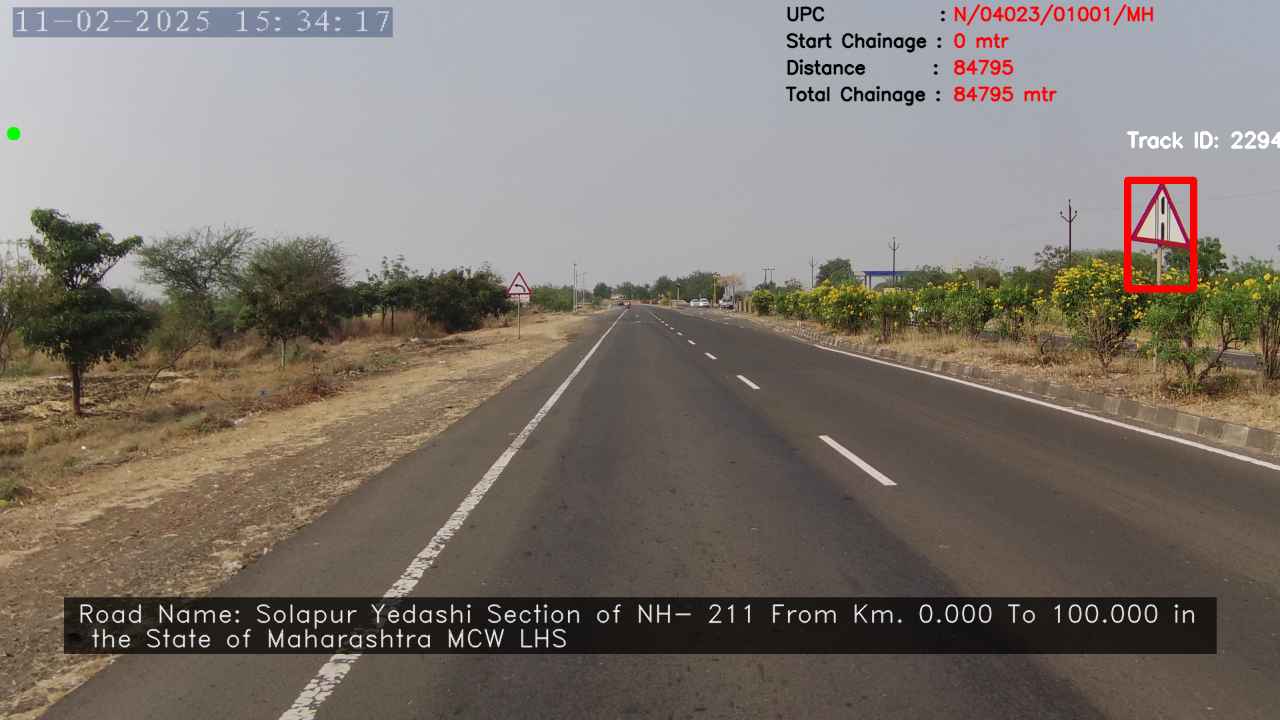 11-02-2025 15:34:17
UPC : N/04023/01001/MH
Start Chainage : 0 mtr
Distance : 84795
Total Chainage : 84795 mtr
Track ID: 2294
Road Name: Solapur Yedashi Section of NH- 211 From Km. 0.000 To 100.000 in
the State of Maharashtra MCW LHS